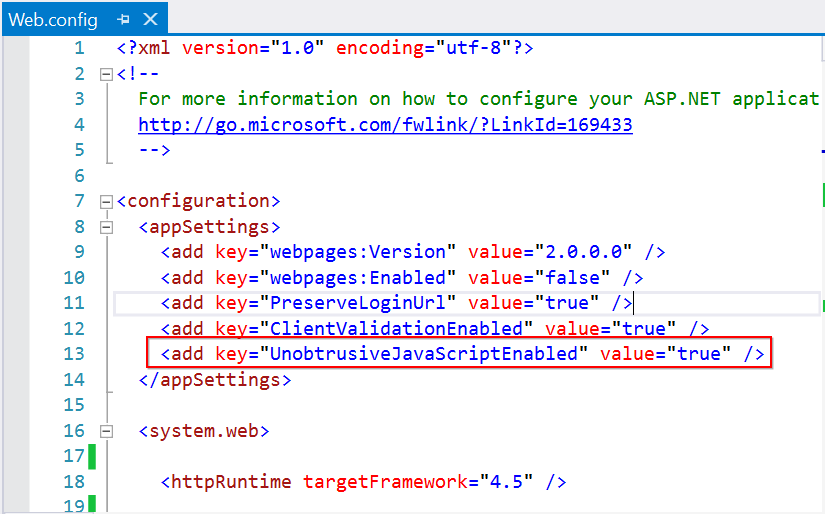 Web.config
1 <?xml version="1.0" encoding="utf-8"?>
2 <!--
3 For more information on how to configure your ASP.NET applicat
4 http://go.microsoft.com/fwlink/?LinkId=169433
5 -->
6
7 <configuration>
8 <appSettings>
9 <add key="webpages:Version" value="2.0.0.0" />
10 <add key="webpages:Enabled" value="false" />
11 <add key="PreserveLoginUrl" value="true" />
12 <add key="ClientValidationEnabled" value="true" />
13 <add key="UnobtrusiveJavaScriptEnabled" value="true" />
14 </appSettings>
15
16 <system.web>
17
18 <httpRuntime targetFramework="4.5" />
19